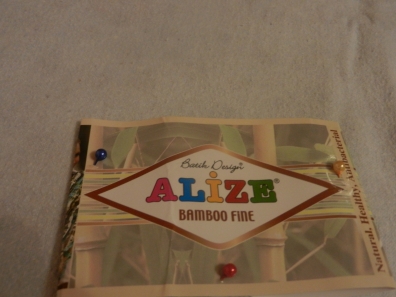 Batik Design
ALiZE®
BAMBOO FINE
Natural, Healthy, Antibacterial